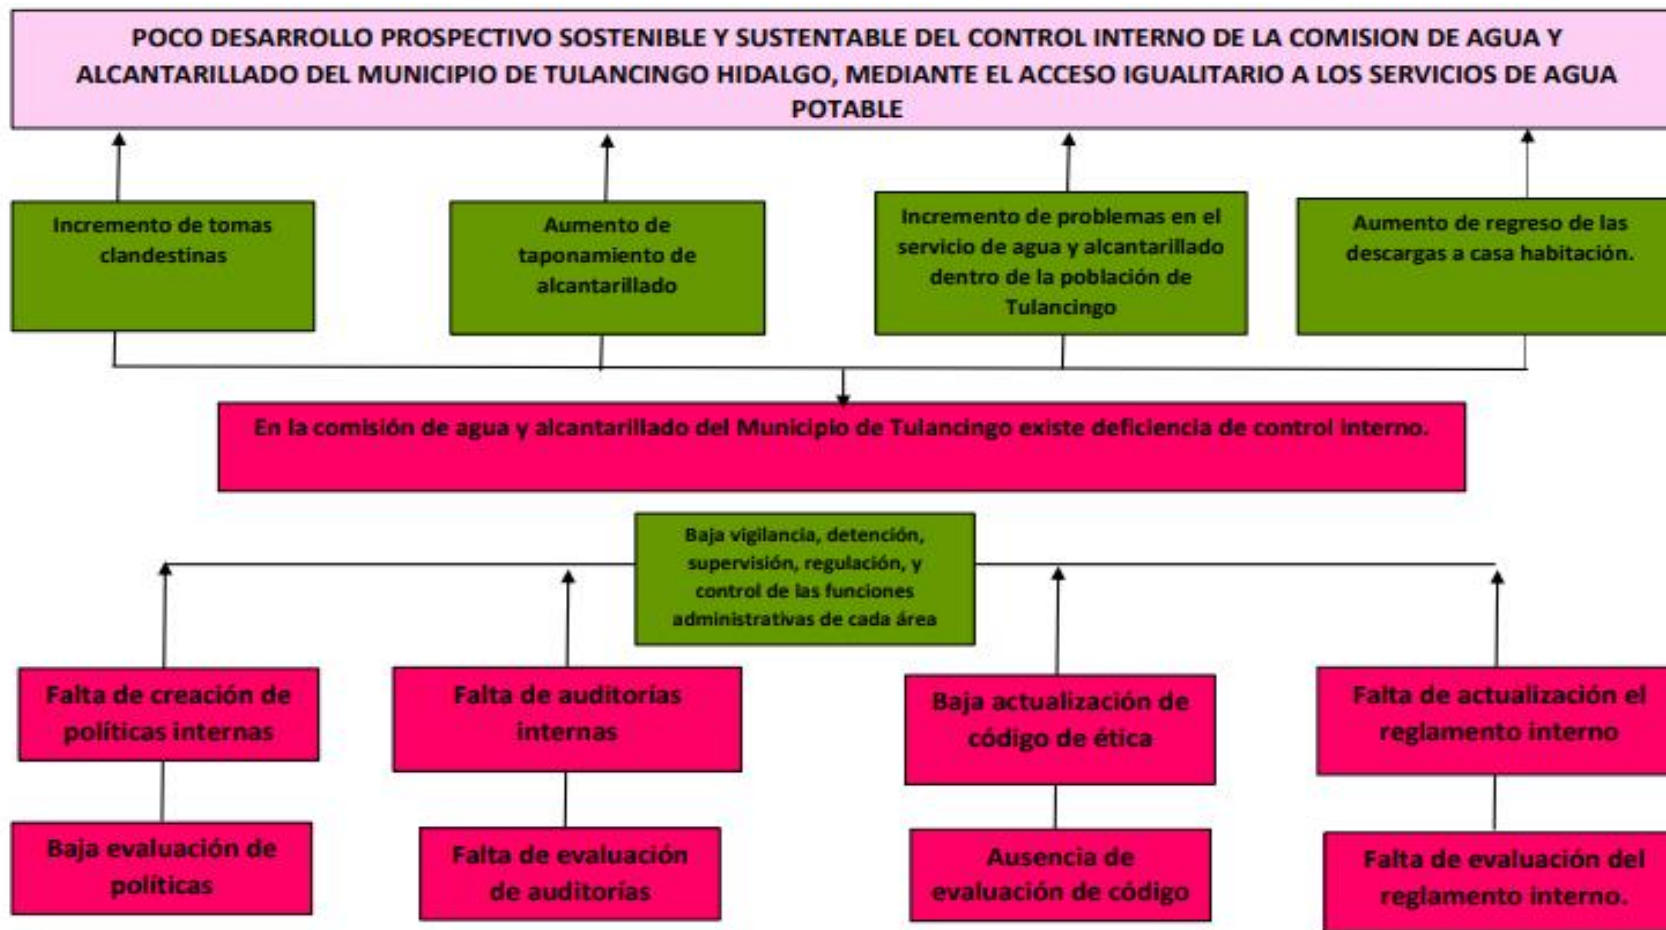 POCO DESARROLLO PROSPECTIVO SOSTENIBLE Y SUSTENTABLE DEL CONTROL INTERNO DE LA COMISION DE AGUA Y
ALCANTARILLADO DEL MUNICIPIO DE TULANCINGO HIDALGO, MEDIANTE EL ACCESO IGUALITARIO A LOS SERVICIOS DE AGUA
POTABLE
Incremento de tomas
clandestinas
Aumento de
taponamiento de
alcantarillado
Incremento de problemas en el
servicio de agua y alcantarillado
dentro de la población de
Tulancingo
Aumento de regreso de las
descargas a casa habitación.
En la comisión de agua y alcantarillado del Municipio de Tulancingo existe deficiencia de control interno.
Baja vigilancia, detención,
supervisión, regulación, y
control de las funciones
administrativas de cada área
Falta de creación de
políticas internas
Falta de auditorías
internas
Baja actualización de
código de ética
Falta de actualización el
reglamento interno
Baja evaluación de
políticas
Falta de evaluación
de auditorías
Ausencia de
evaluación de código
Falta de evaluación del
reglamento interno.